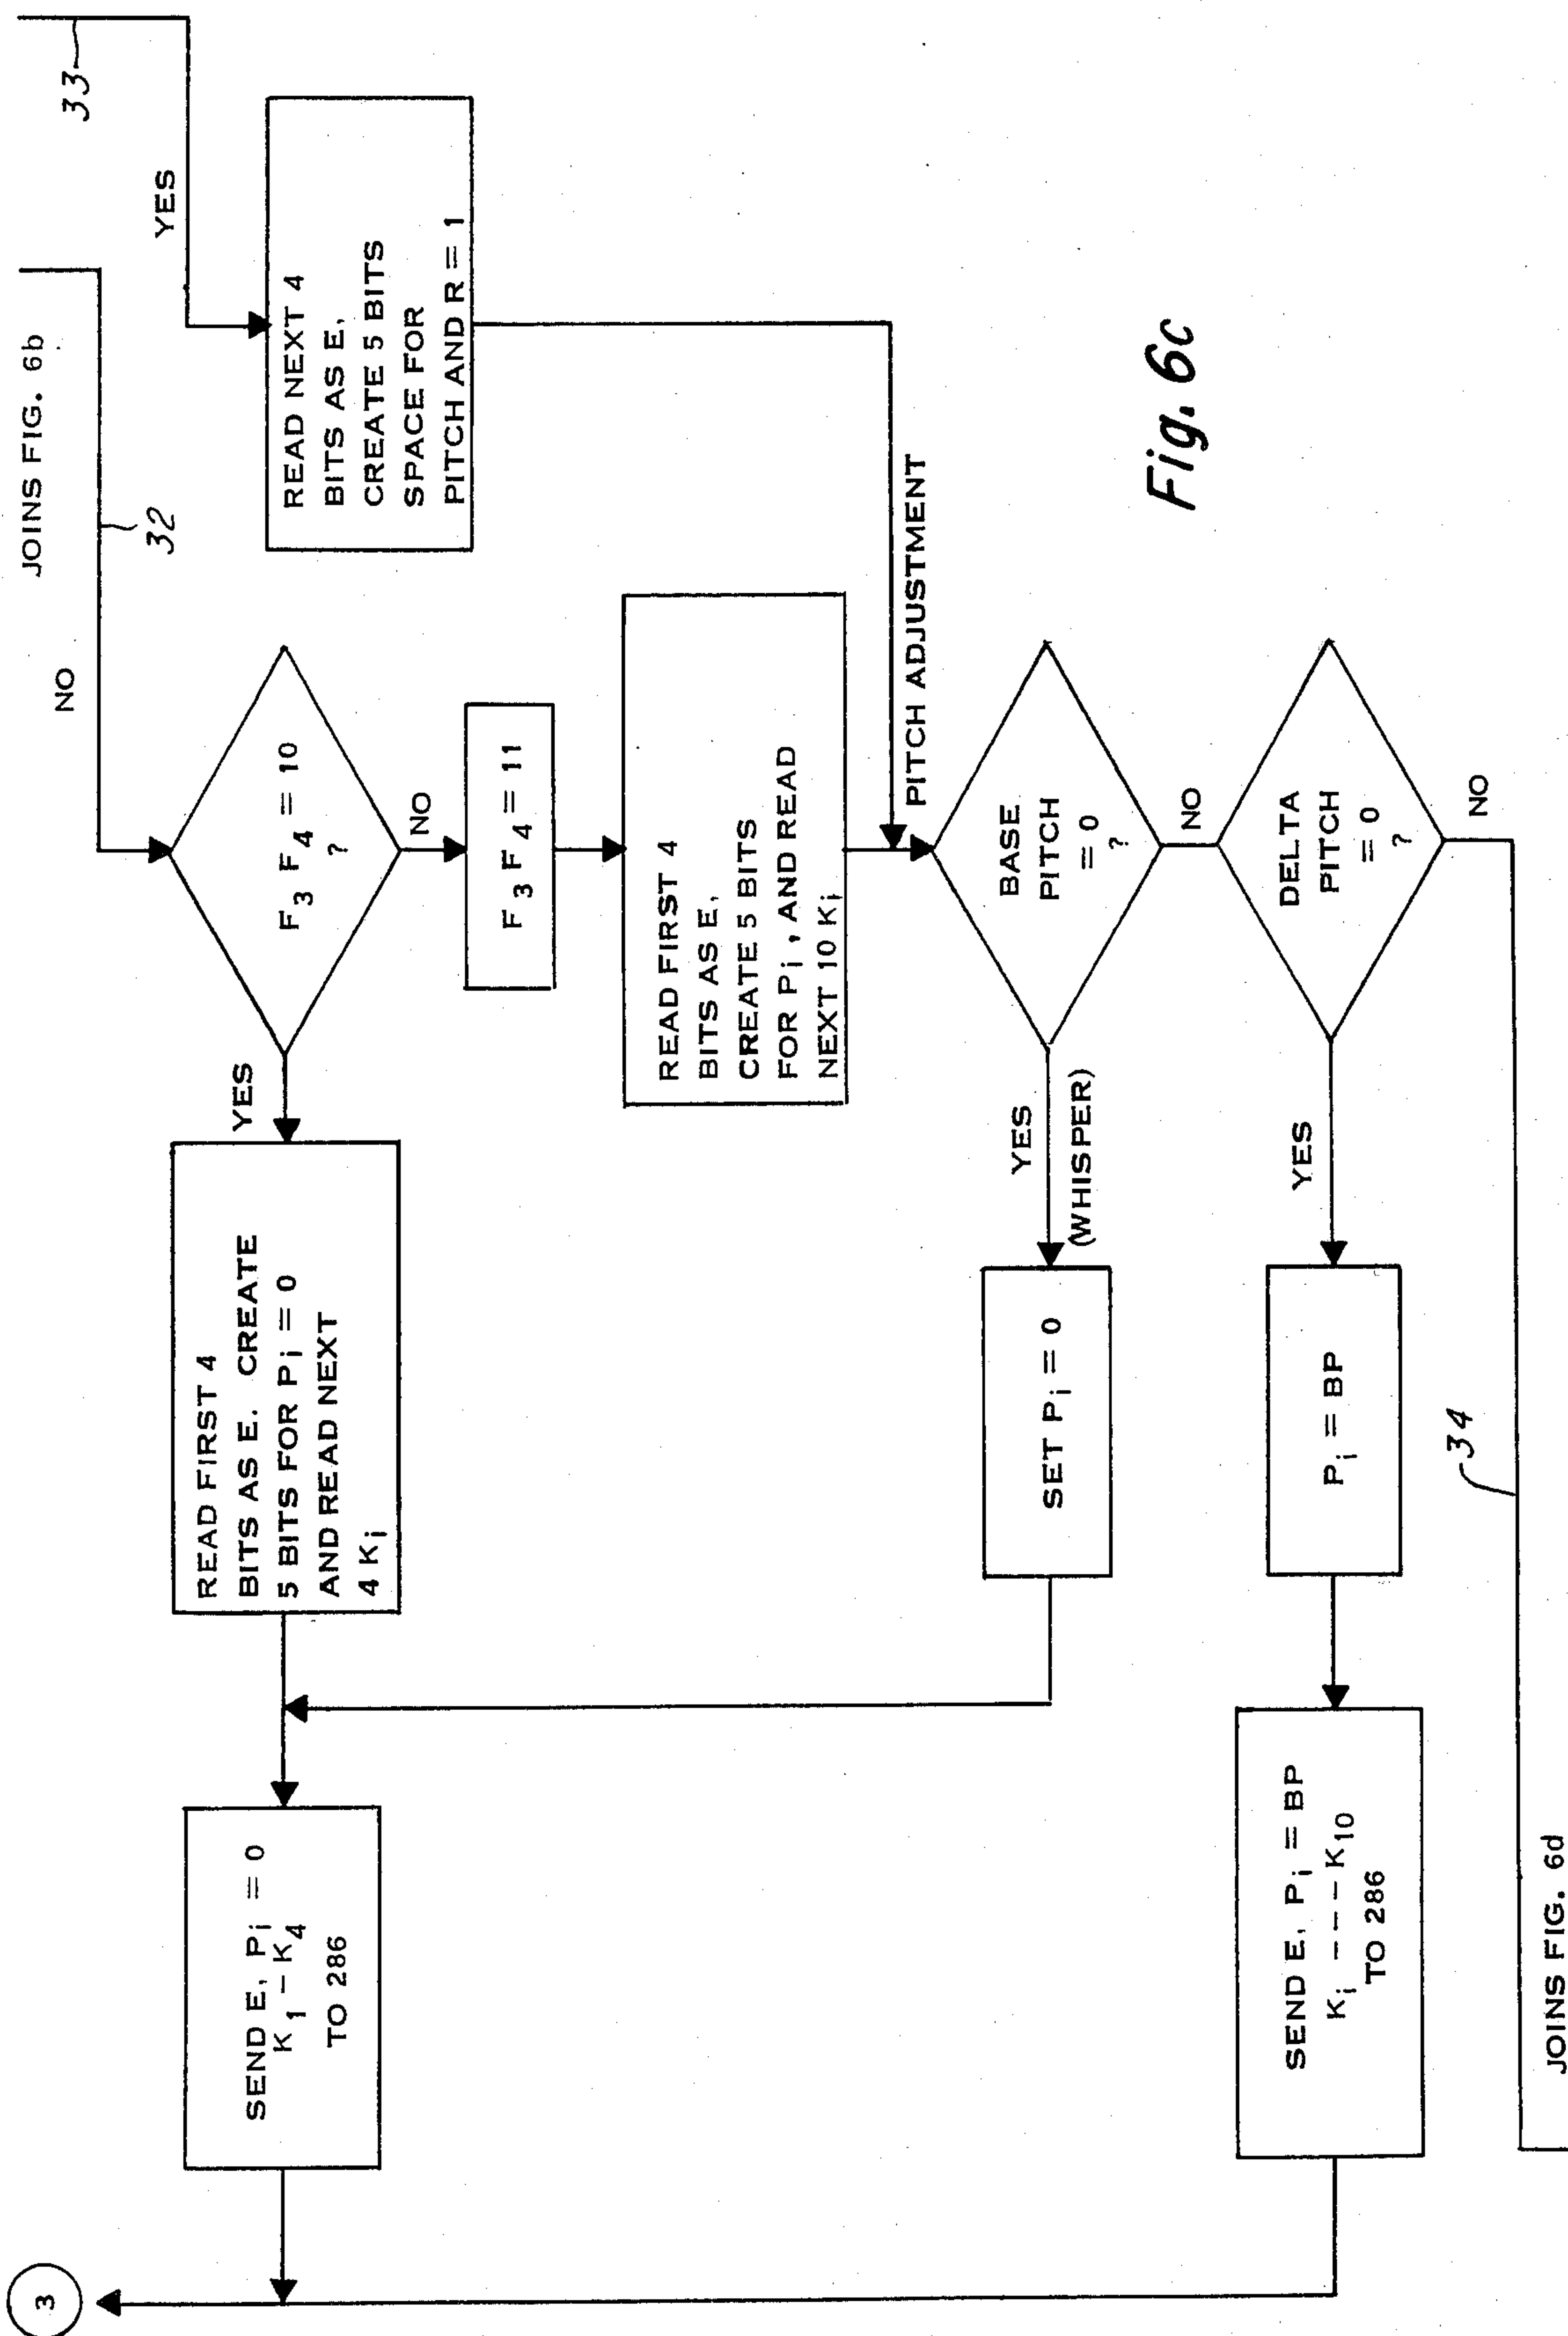 JOINS FIG. 6b
33
32
NO
YES
F3F4 = 10
?
YES
NO
READ NEXT 4
BITS AS E,
CREATE 5 BITS
SPACE FOR
PITCH AND R = 1
READ FIRST 4
BITS AS E. CREATE
5 BITS FOR Pi = 0
AND READ NEXT
4 Ki
F3F4 = 11
READ FIRST 4
BITS AS E,
CREATE 5 BITS
FOR Pi, AND READ
NEXT 10 Ki
PITCH ADJUSTMENT
SEND E, Pi = 0
K1 – K4
TO 286
3
BASE
PITCH
= 0
?
YES
(WHISPER)
NO
SET Pi = 0
DELTA
PITCH
= 0
?
YES
NO
Pi = BP
SEND E, Pi = BP
Ki – – – K10
TO 286
34
JOINS FIG. 6d
Fig. 6c